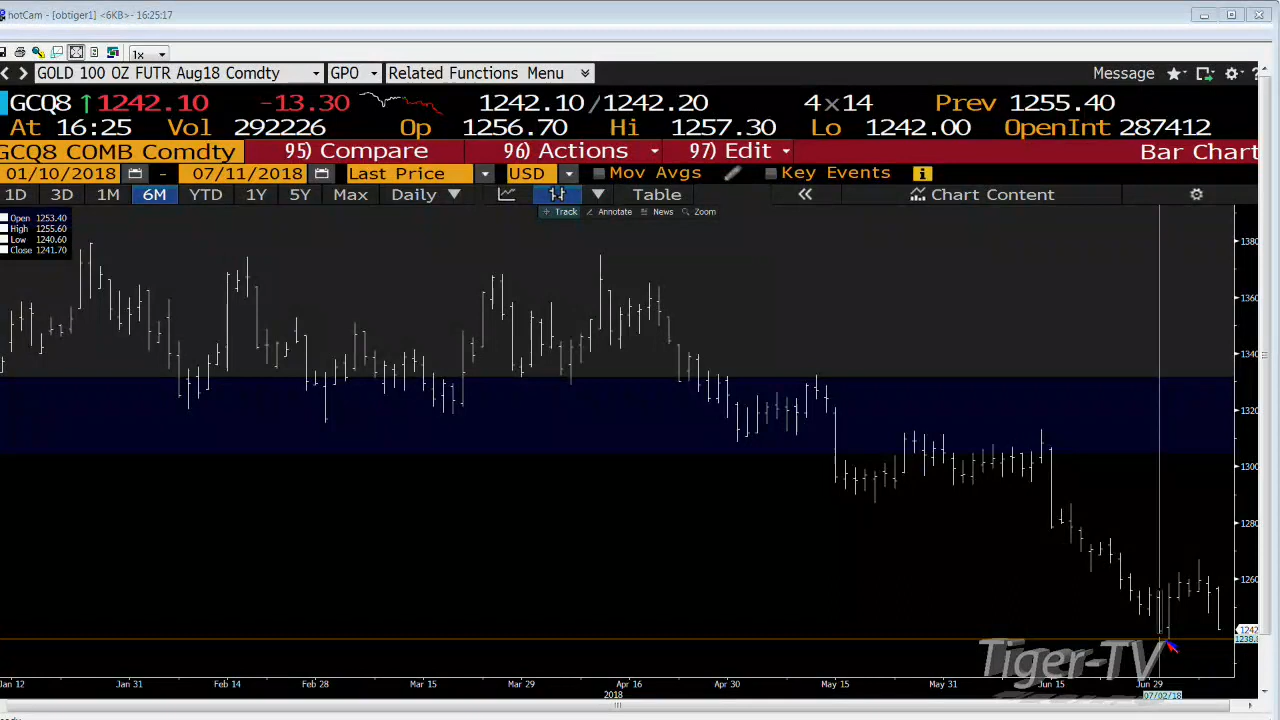 hotCam - [obtiger1] <6KB> - 16:25:17
1x
GOLD 100 OZ FUTR Aug18 Comdty GPO Related Functions Menu Message
GCQ8 ↑1242.10 -13.30 1242.10/1242.20 4×14 Prev 1255.40
At 16:25 Vol 292226 Op 1256.70 Hi 1257.30 Lo 1242.00 OpenInt 287412
GCQ8 COMB Comdty 95) Compare 96) Actions 97) Edit Bar Chart
01/10/2018 - 07/11/2018 Last Price USD Mov Avgs Key Events
1D 3D 1M 6M YTD 1Y 5Y Max Daily Table Chart Content
Track Annotate News Zoom
Open 1253.40
High 1255.60
Low 1240.60
Close 1241.70
1380
1360
1340
1320
1300
1280
1260
1242
1238.8
Tiger-TV
Jan 12 Jan 31 Feb 14 Feb 28 Mar 15 Mar 29 Apr 16 Apr 30 May 15 May 31 Jun 15 Jun 29
2018 07/02/18